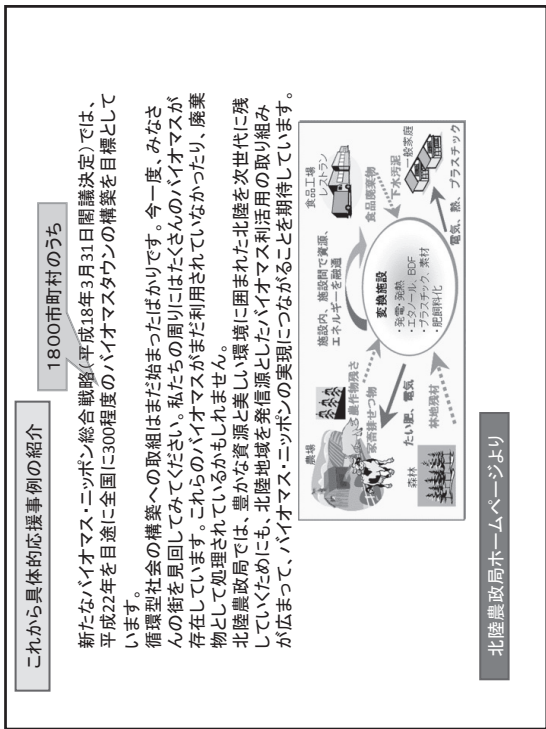 これから具体的応援事例の紹介
1800市町村のうち
新たなバイオマス・ニッポン総合戦略(平成18年3月31日閣議決定)では、
平成22年を目途に全国に300程度のバイオマスタウンの構築を目標として
います。
循環型社会の構築への取組はまだ始まったばかりです。今一度、みなさ
んの街を見回してみてください。私たちの周りにはたくさんのバイオマスが
存在しています。これらのバイオマスがまだ利用されていなかったり、廃棄
物として処理されているかもしれません。
北陸農政局では、豊かな資源と美しい環境に囲まれた北陸を次世代に残
していくためにも、北陸地域を発信源としたバイオマス利活用の取り組み
が広まって、バイオマス・ニッポンの実現につながることを期待しています。
農場
農作物残さ
家畜排せつ物
たい肥、電気
森林
林地残材
施設内、施設間で資源、
エネルギーを融通
変換施設
・発電・発熱
・エタノール、BDF
・プラスチック、素材
・肥飼料化
食品工場
レストラン
食品廃棄物
下水汚泥
一般家庭
電気、熱、プラスチック
北陸農政局ホームページより